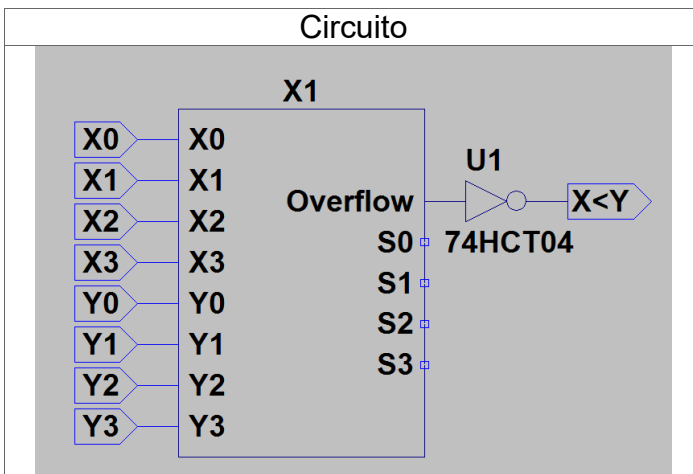 Circuito
X1
X0 X0
X1 X1
X2 X2
X3 X3
Y0 Y0
Y1 Y1
Y2 Y2
Y3 Y3
Overflow
S0
S1
S2
S3
U1
74HCT04
X<Y